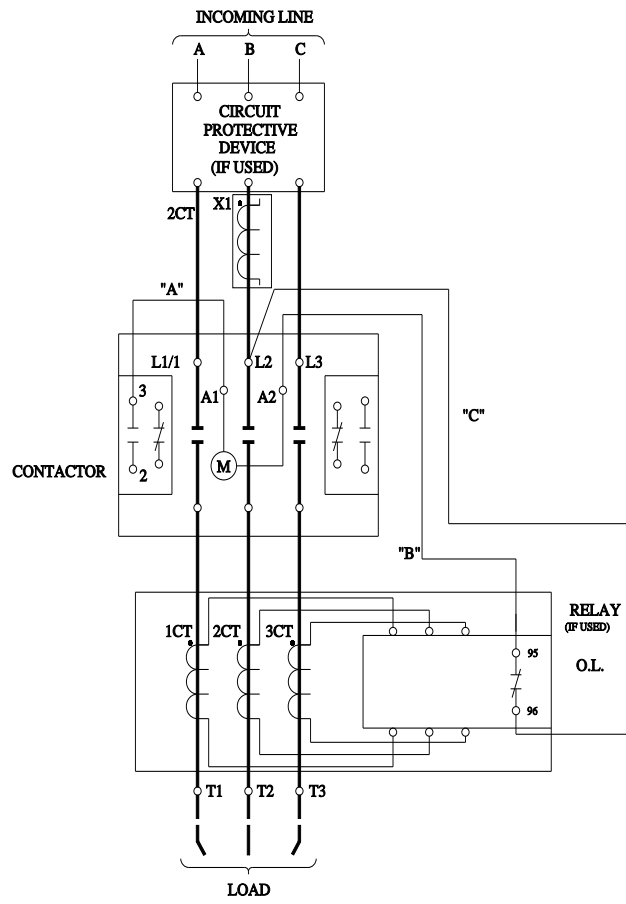 INCOMING LINE
A B C
CIRCUIT
PROTECTIVE
DEVICE
(IF USED)
2CT X1
"A"
L1/1 L2 L3
3 A1 A2
"C"
M
2
CONTACTOR
"B"
RELAY
(IF USED)
1CT 2CT 3CT
95
O.L.
96
T1 T2 T3
LOAD